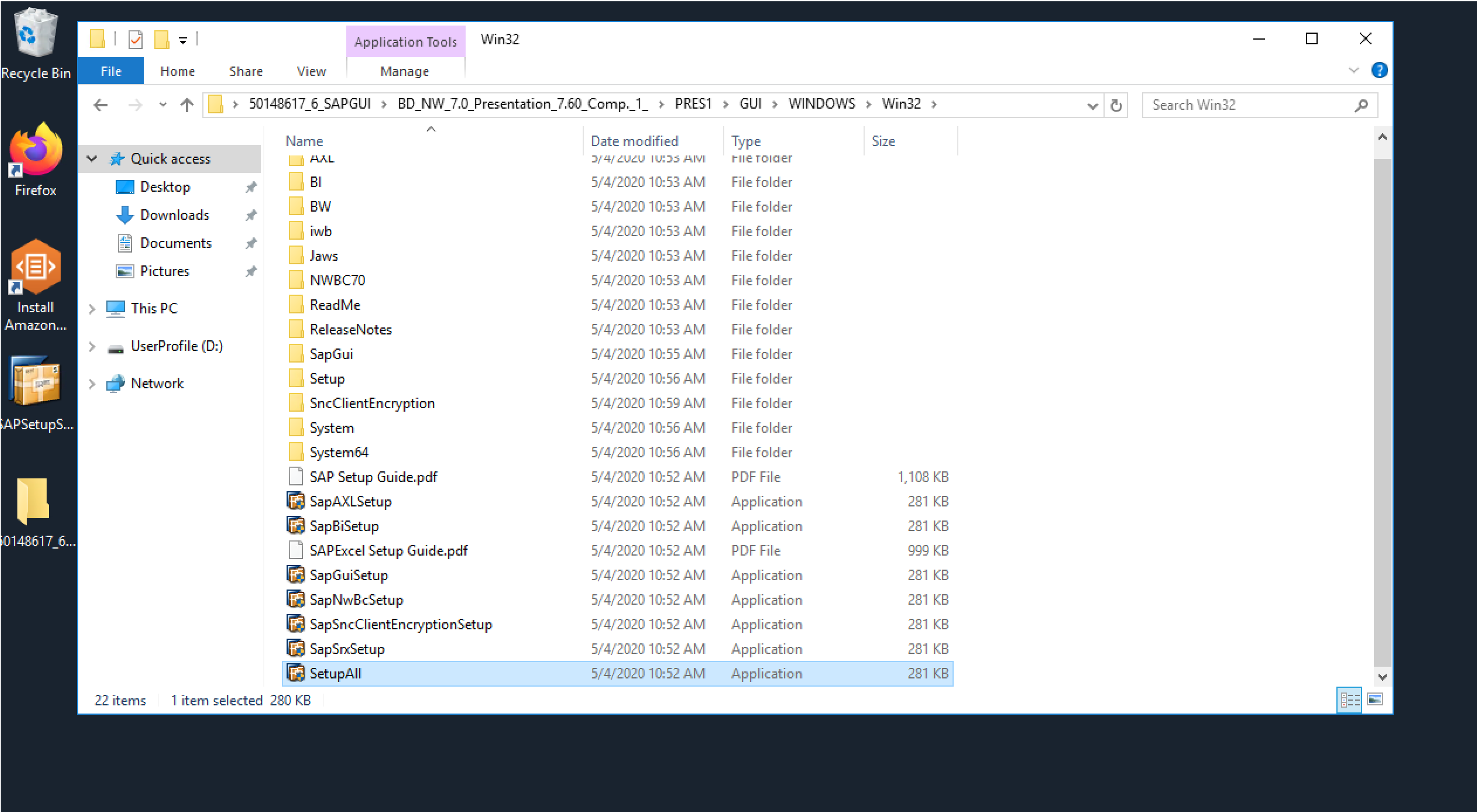 Recycle Bin
Firefox
Install
Amazon...
SAPSetupS...
50148617_6...
Application Tools
Win32
File
Home
Share
View
Manage
50148617_6_SAPGUI
BD_NW_7.0_Presentation_7.60_Comp._1_
PRES1
GUI
WINDOWS
Win32
Search Win32
Quick access
Desktop
Downloads
Documents
Pictures
This PC
UserProfile (D:)
Network
Name Date modified Type Size
AXL 5/4/2020 10:53 AM File folder
BI 5/4/2020 10:53 AM File folder
BW 5/4/2020 10:53 AM File folder
iwb 5/4/2020 10:53 AM File folder
Jaws 5/4/2020 10:53 AM File folder
NWBC70 5/4/2020 10:53 AM File folder
ReadMe 5/4/2020 10:53 AM File folder
ReleaseNotes 5/4/2020 10:53 AM File folder
SapGui 5/4/2020 10:55 AM File folder
Setup 5/4/2020 10:56 AM File folder
SncClientEncryption 5/4/2020 10:59 AM File folder
System 5/4/2020 10:56 AM File folder
System64 5/4/2020 10:56 AM File folder
SAP Setup Guide.pdf 5/4/2020 10:52 AM PDF File 1,108 KB
SapAXLSetup 5/4/2020 10:52 AM Application 281 KB
SapBiSetup 5/4/2020 10:52 AM Application 281 KB
SAPExcel Setup Guide.pdf 5/4/2020 10:52 AM PDF File 999 KB
SapGuiSetup 5/4/2020 10:52 AM Application 281 KB
SapNwBcSetup 5/4/2020 10:52 AM Application 281 KB
SapSncClientEncryptionSetup 5/4/2020 10:52 AM Application 281 KB
SapSrxSetup 5/4/2020 10:52 AM Application 281 KB
SetupAll 5/4/2020 10:52 AM Application 281 KB
22 items 1 item selected 280 KB